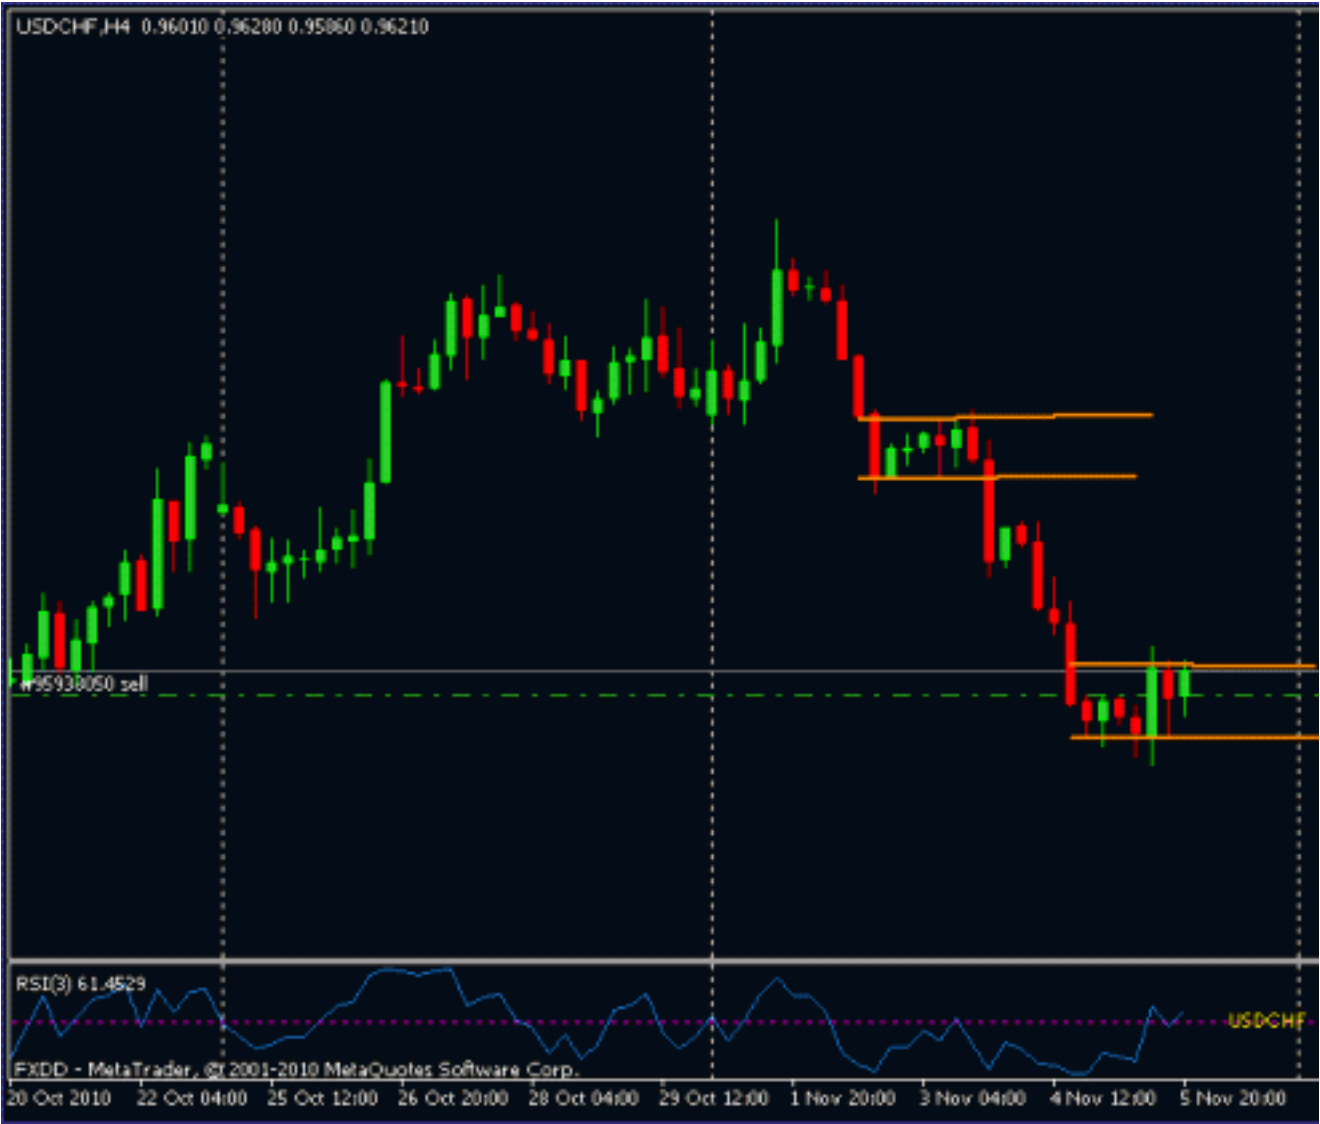 USDCHF,H4 0.96010 0.96280 0.95860 0.96210
#95938050 sell
RSI(3) 61.4529
USDCHF
FXDD - MetaTrader, © 2001-2010 MetaQuotes Software Corp.
20 Oct 2010 22 Oct 04:00 25 Oct 12:00 26 Oct 20:00 28 Oct 04:00 29 Oct 12:00 1 Nov 20:00 3 Nov 04:00 4 Nov 12:00 5 Nov 20:00